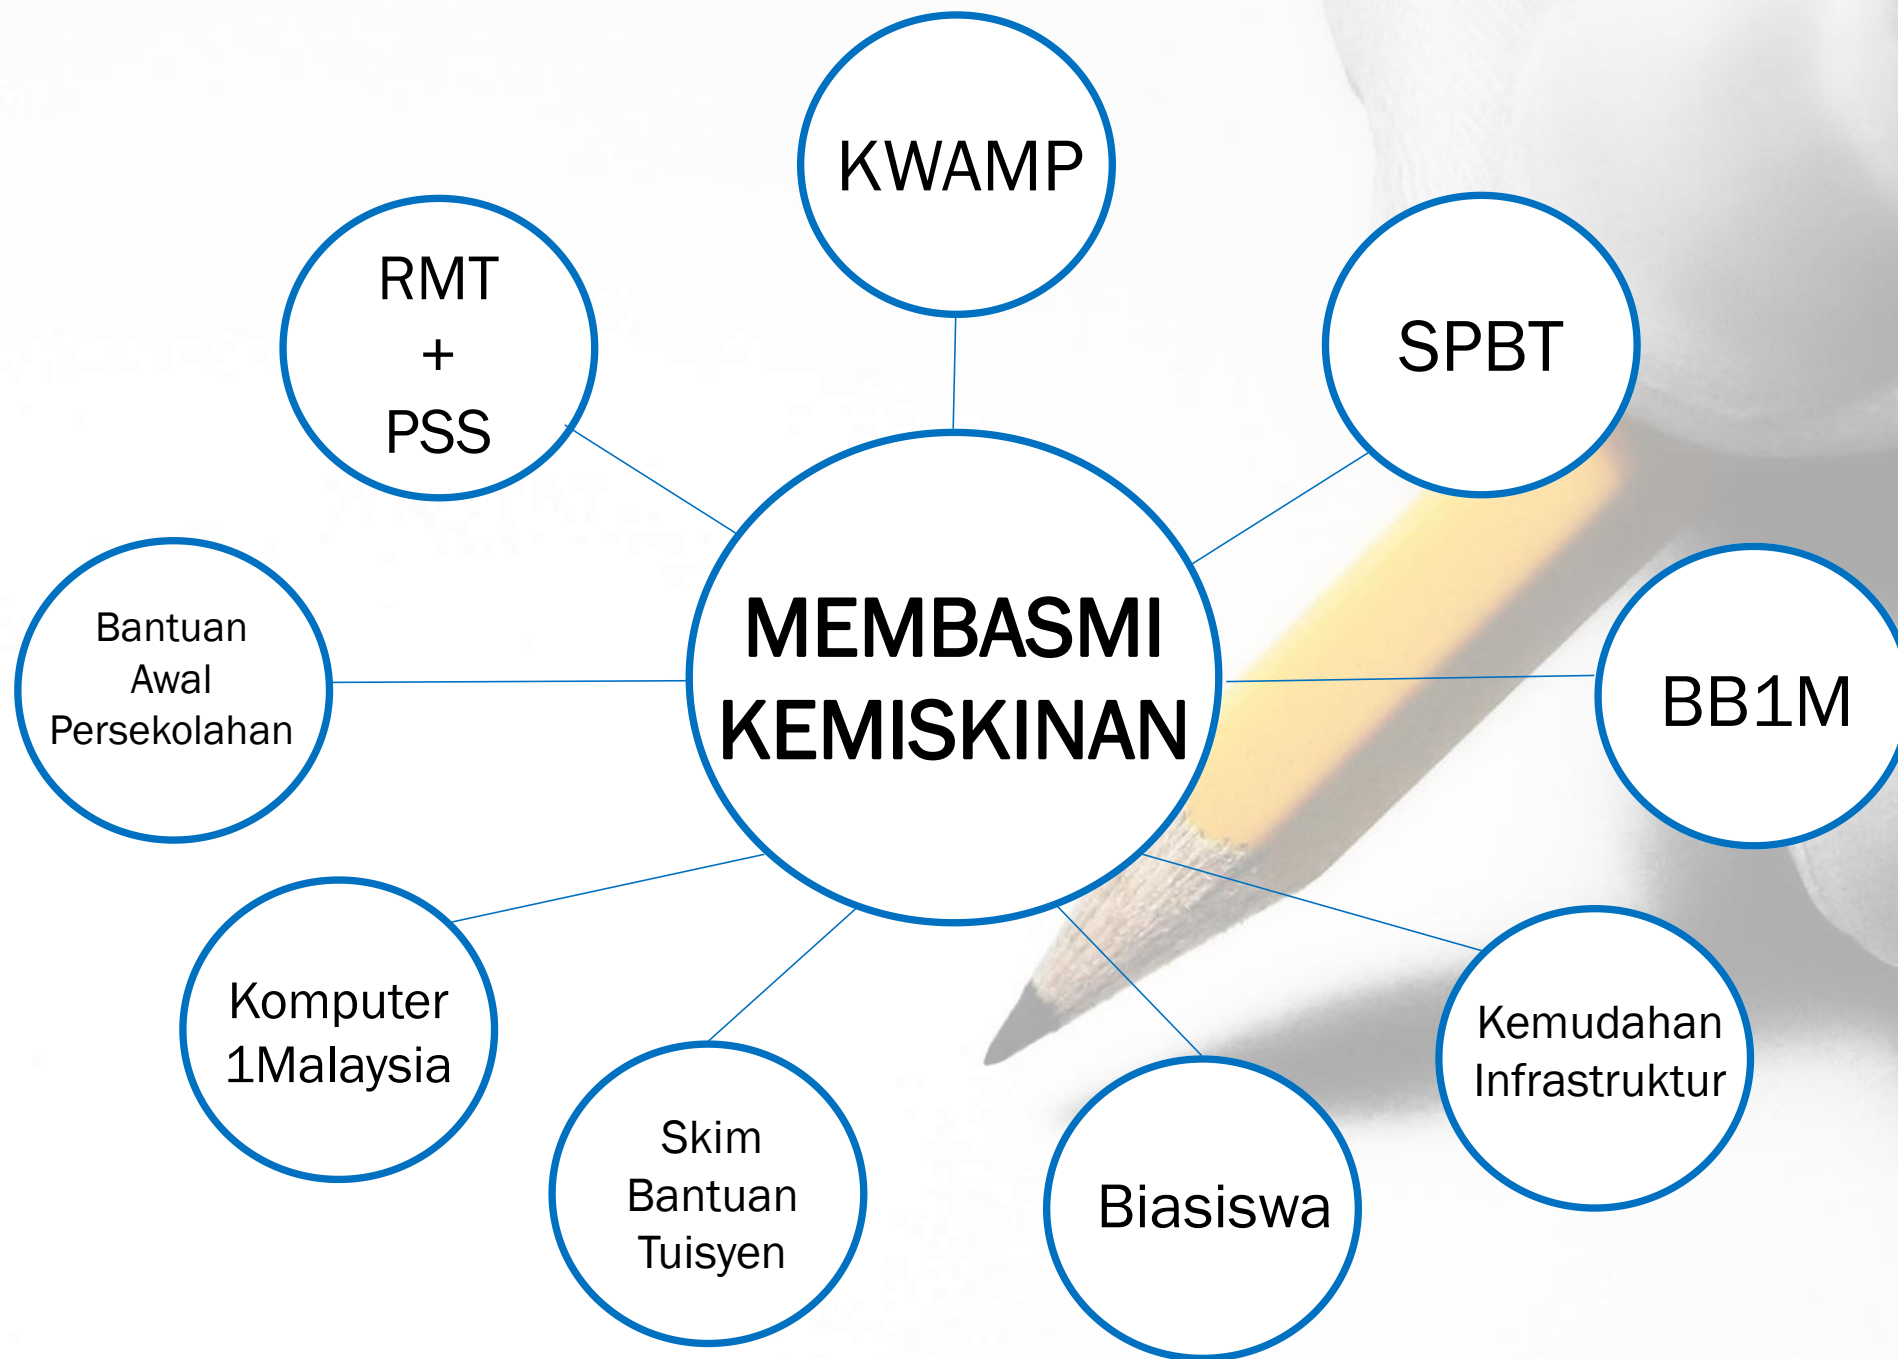 KWAMP
RMT
+
PSS
SPBT
MEMBASMI
KEMISKINAN
Bantuan
Awal
Persekolahan
BB1M
Komputer
1Malaysia
Kemudahan
Infrastruktur
Skim
Bantuan
Tuisyen
Biasiswa